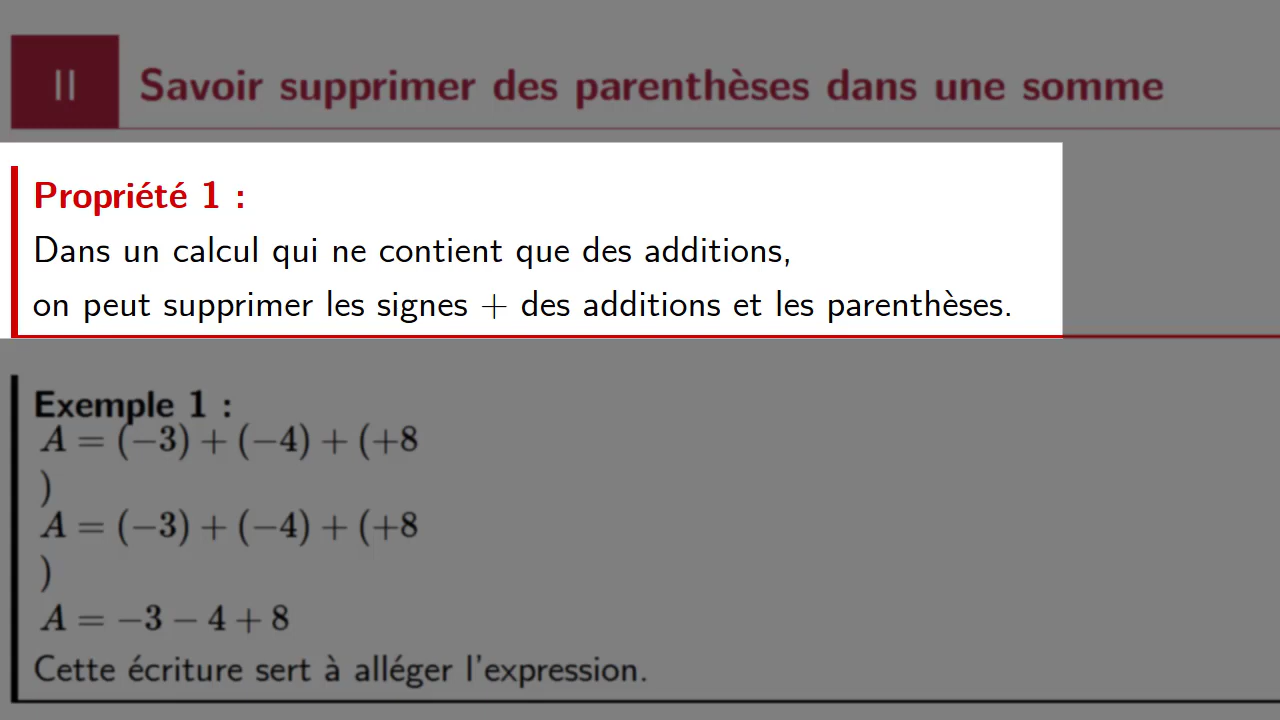 II
Savoir supprimer des parenthèses dans une somme
Propriété 1 :
Dans un calcul qui ne contient que des additions,
on peut supprimer les signes + des additions et les parenthèses.
Exemple 1 :
A = (−3) + (−4) + (+8
)
A = (−3) + (−4) + (+8
)
A = −3 − 4 + 8
Cette écriture sert à alléger l'expression.